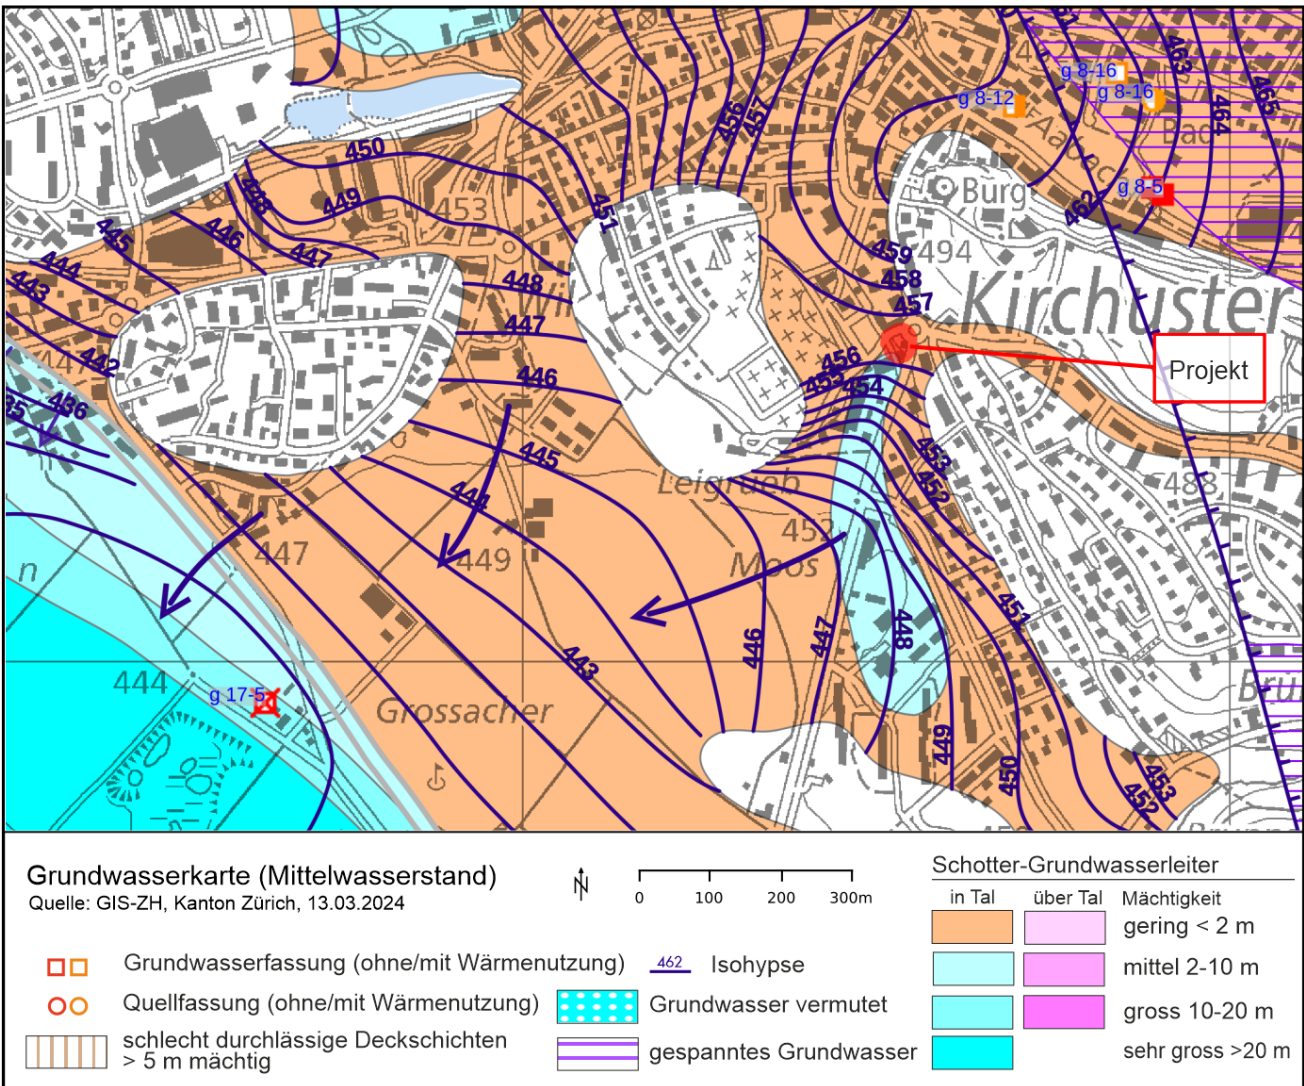 g 8-16
g 8-12
g 8-16
g 8-5
Aabach
Bad
456
457
463
464
465
462
450
449
448
453
451
Burg
494
459
458
457
Kirchuster
445
446
447
444
443
442
448
447
446
436
Projekt
456
455
454
453
452
445
444
Leigrueb
452
Moos
488
447
449
n
451
446
447
448
443
444
g 17-5
Grossacher
449
450
453
452
Grundwasserkarte (Mittelwasserstand)
Quelle: GIS-ZH, Kanton Zürich, 13.03.2024
N
0 100 200 300m
Grundwasserfassung (ohne/mit Wärmenutzung)
Quellfassung (ohne/mit Wärmenutzung)
schlecht durchlässige Deckschichten
> 5 m mächtig
462 Isohypse
Grundwasser vermutet
gespanntes Grundwasser
Schotter-Grundwasserleiter
in Tal über Tal Mächtigkeit
gering < 2 m
mittel 2-10 m
gross 10-20 m
sehr gross >20 m